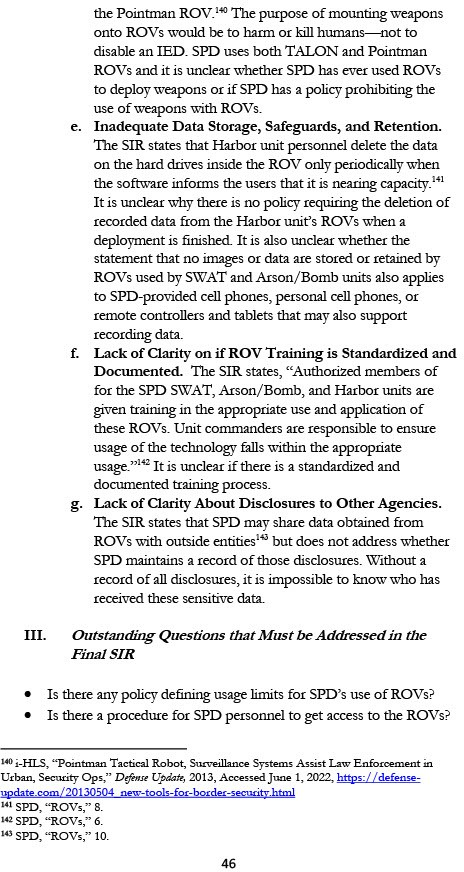 the Pointman ROV.¹⁴⁰ The purpose of mounting weapons
onto ROVs would be to harm or kill humans—not to
disable an IED. SPD uses both TALON and Pointman
ROVs and it is unclear whether SPD has ever used ROVs
to deploy weapons or if SPD has a policy prohibiting the
use of weapons with ROVs.
e. Inadequate Data Storage, Safeguards, and Retention.
The SIR states that Harbor unit personnel delete the data
on the hard drives inside the ROV only periodically when
the software informs the users that it is nearing capacity.¹⁴¹
It is unclear why there is no policy requiring the deletion of
recorded data from the Harbor unit's ROVs when a
deployment is finished. It is also unclear whether the
statement that no images or data are stored or retained by
ROVs used by SWAT and Arson/Bomb units also applies
to SPD-provided cell phones, personal cell phones, or
remote controllers and tablets that may also support
recording data.
f. Lack of Clarity on if ROV Training is Standardized and
Documented. The SIR states, “Authorized members of
for the SPD SWAT, Arson/Bomb, and Harbor units are
given training in the appropriate use and application of
these ROVs. Unit commanders are responsible to ensure
usage of the technology falls within the appropriate
usage.”¹⁴² It is unclear if there is a standardized and
documented training process.
g. Lack of Clarity About Disclosures to Other Agencies.
The SIR states that SPD may share data obtained from
ROVs with outside entities¹⁴³ but does not address whether
SPD maintains a record of those disclosures. Without a
record of all disclosures, it is impossible to know who has
received these sensitive data.
III. Outstanding Questions that Must be Addressed in the
Final SIR
• Is there any policy defining usage limits for SPD's use of ROVs?
• Is there a procedure for SPD personnel to get access to the ROVs?
¹⁴⁰ i-HLS, “Pointman Tactical Robot, Surveillance Systems Assist Law Enforcement in
Urban, Security Ops,” Defense Update, 2013, Accessed June 1, 2022, https://defense-
update.com/20130504_new-tools-for-border-security.html
¹⁴¹ SPD, “ROVs,” 8.
¹⁴² SPD, “ROVs,” 6.
¹⁴³ SPD, “ROVs,” 10.
46